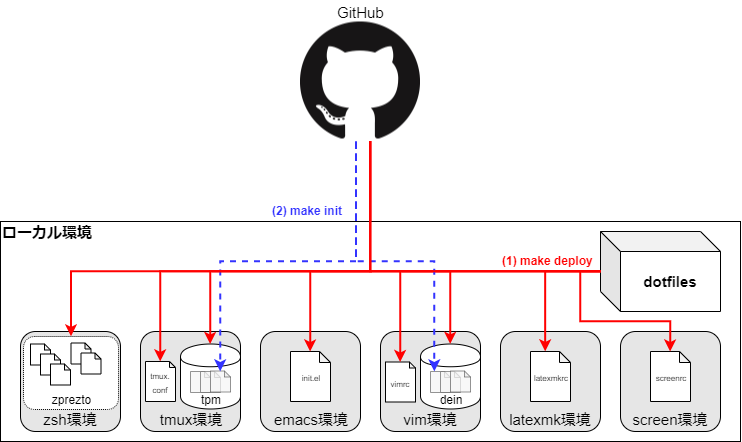 GitHub
(2) make init
ローカル環境
(1) make deploy
dotfiles
zprezto
zsh環境
tmux.
conf
tpm
tmux環境
init.el
emacs環境
vimrc
dein
vim環境
latexmkrc
latexmk環境
screenrc
screen環境